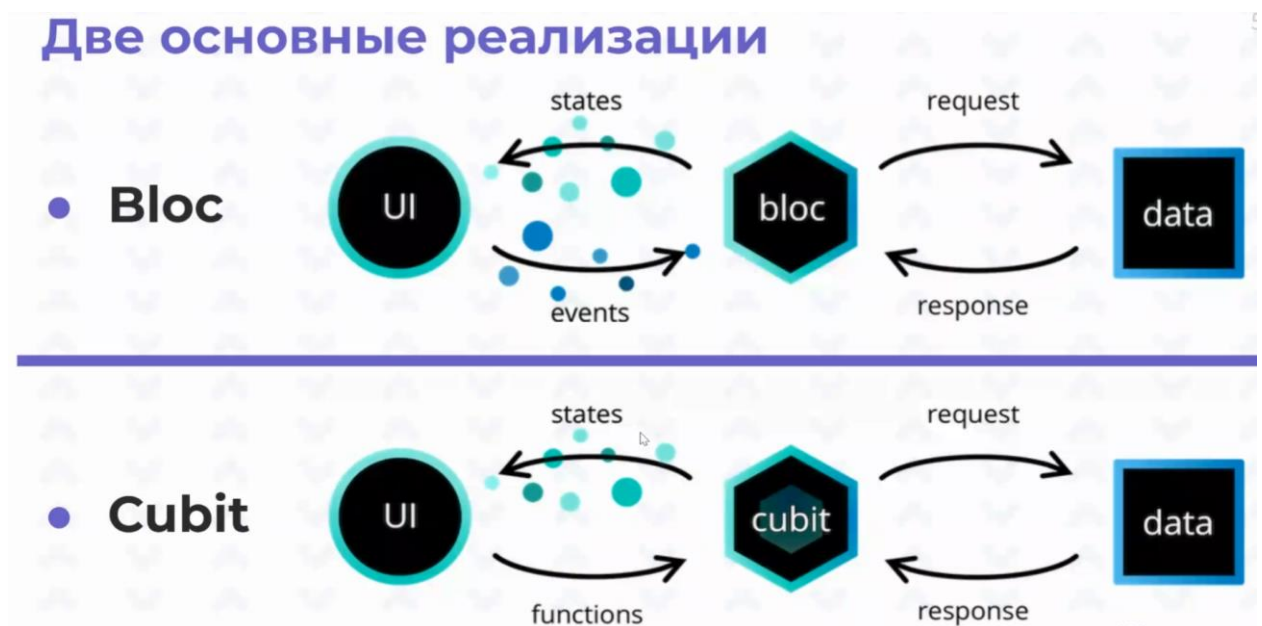 Две основные реализации
states
request
Bloc
UI
bloc
data
events
response
states
request
Cubit
UI
cubit
data
functions
response